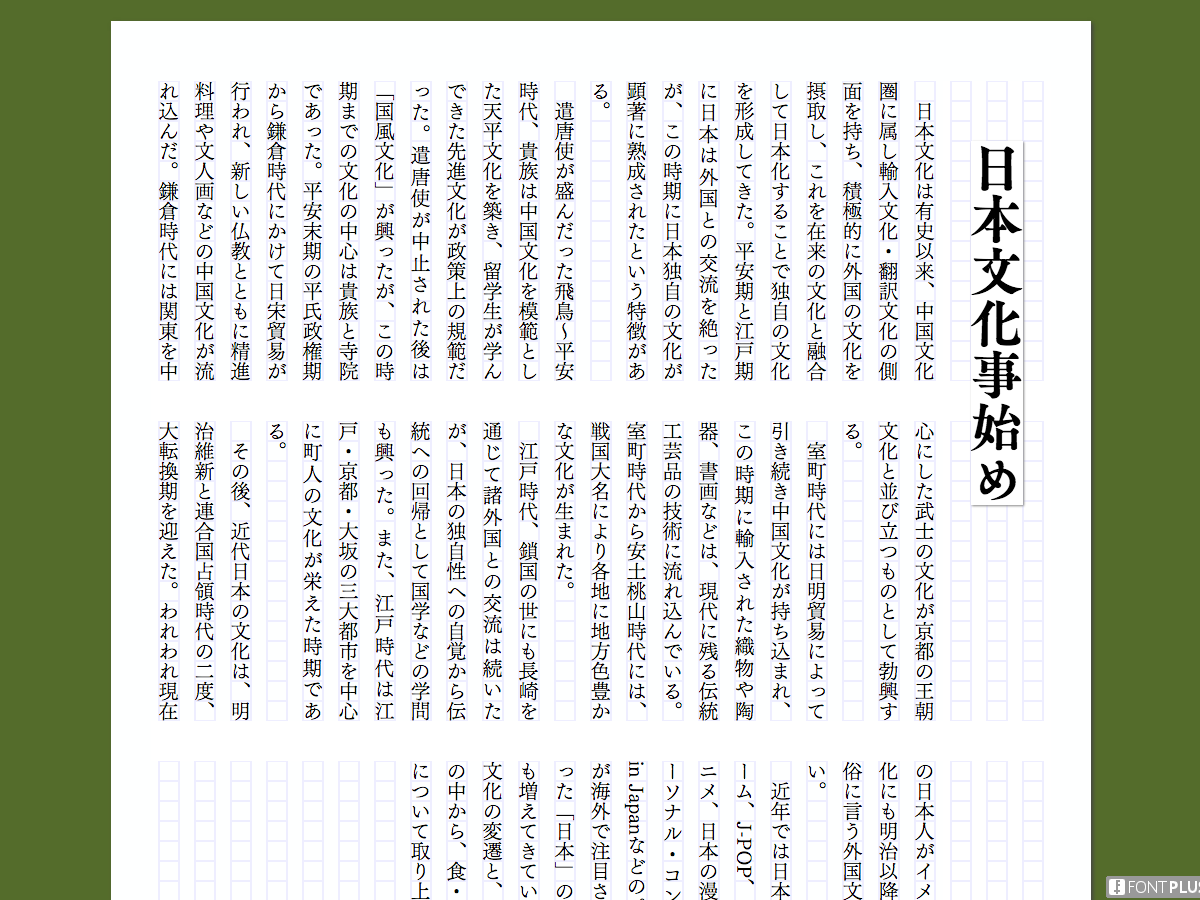 日本文化事始め
日本文化は有史以来、中国文化
圏に属し輸入文化・翻訳文化の側
面を持ち、積極的に外国の文化を
摂取し、これを在来の文化と融合
して日本化することで独自の文化
を形成してきた。平安期と江戸期
に日本は外国との交流を絶った
が、この時期に日本独自の文化が
顕著に熟成されたという特徴があ
る。
遣唐使が盛んだった飛鳥〜平安
時代、貴族は中国文化を模範とし
た天平文化を築き、留学生が学ん
できた先進文化が政策上の規範だ
った。遣唐使が中止された後は
「国風文化」が興ったが、この時
期までの文化の中心は貴族と寺院
であった。平安末期の平氏政権期
から鎌倉時代にかけて日宋貿易が
行われ、新しい仏教とともに精進
料理や文人画などの中国文化が流
れ込んだ。鎌倉時代には関東を中
心にした武士の文化が京都の王朝
文化と並び立つものとして勃興す
る。
室町時代には日明貿易によって
引き続き中国文化が持ち込まれ、
この時期に輸入された織物や陶
器、書画などは、現代に残る伝統
工芸品の技術に流れ込んでいる。
室町時代から安土桃山時代には、
戦国大名により各地に地方色豊か
な文化が生まれた。
江戸時代、鎖国の世にも長崎を
通じて諸外国との交流は続いた
が、日本の独自性への自覚から伝
統への回帰として国学などの学問
も興った。また、江戸時代は江
戸・京都・大坂の三大都市を中心
に町人の文化が栄えた時期であ
る。
その後、近代日本の文化は、明
治維新と連合国占領時代の二度、
大転換期を迎えた。われわれ現在
の日本人がイメ
化にも明治以降
俗に言う外国文
い。
近年では日本
ーム、J-POP、
ニメ、日本の漫
ーソナル・コン
in Japanなどの
が海外で注目さ
った「日本」の
も増えてきてい
文化の変遷と、
の中から、食・
について取り上
FONTPLUS